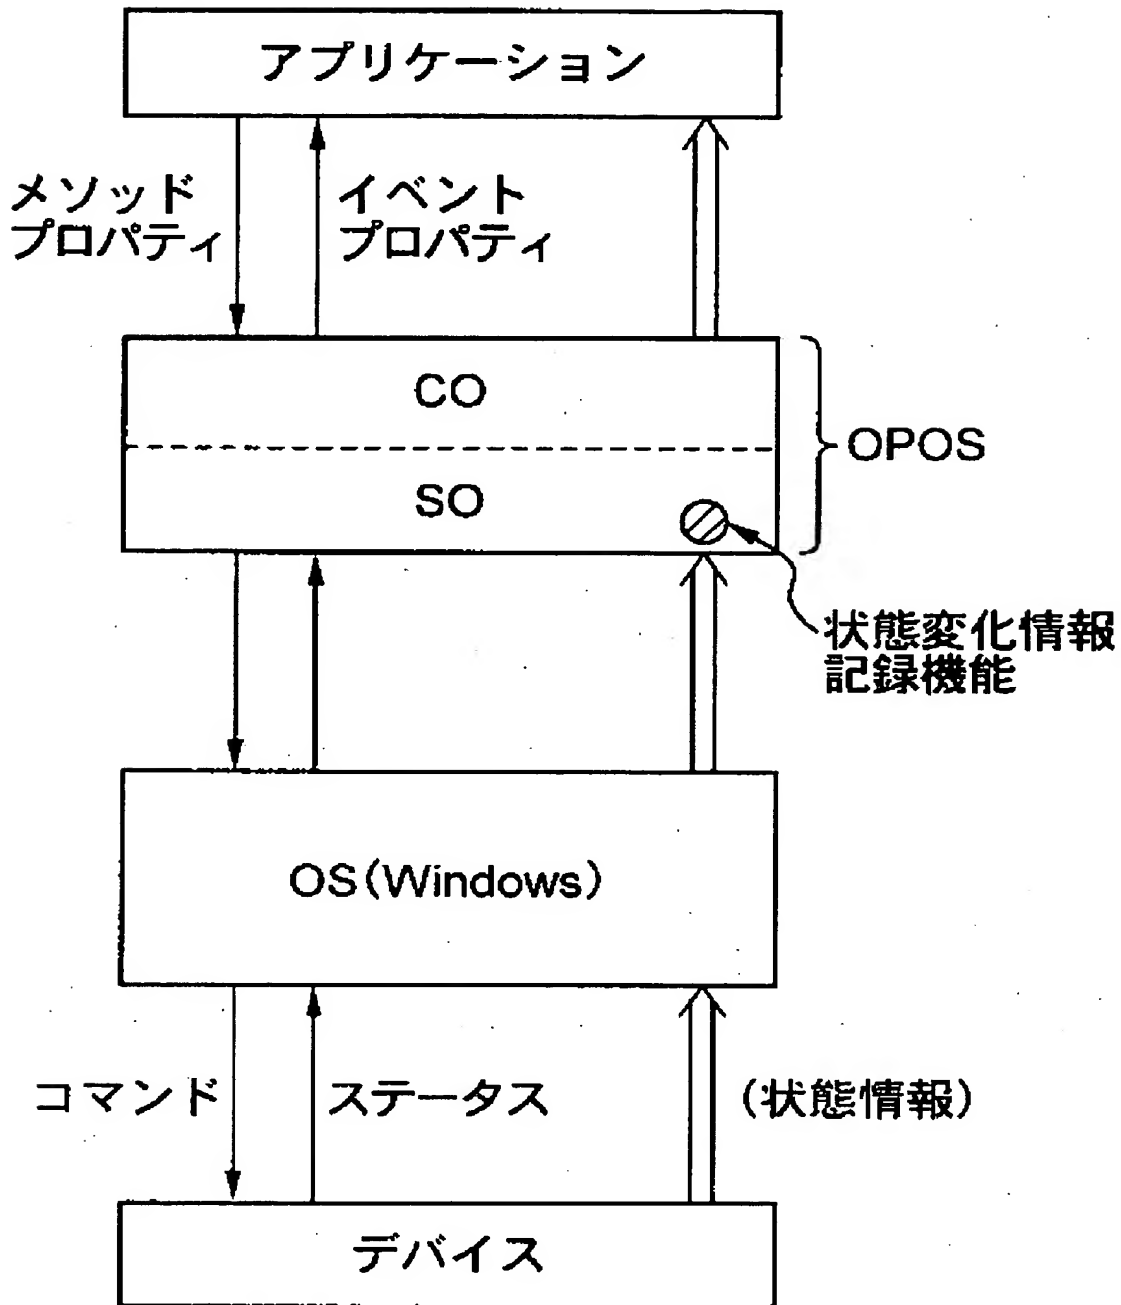 アプリケーション
メソッド
プロパティ
イベント
プロパティ
CO
OPOS
SO
状態変化情報
記録機能
OS(Windows)
コマンド
ステータス
(状態情報)
デバイス